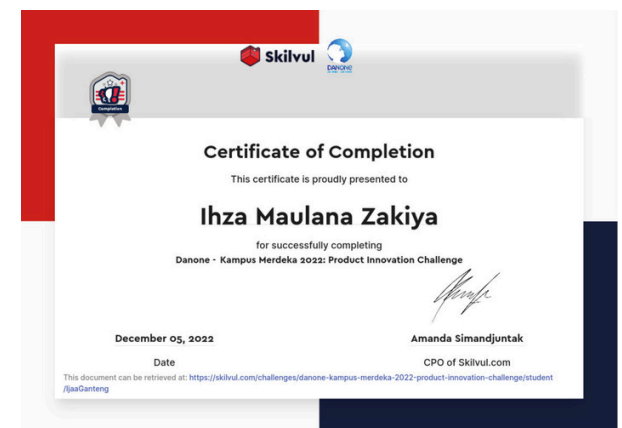 Skilvul
DANONE
Completion
Certificate of Completion
This certificate is proudly presented to
Ihza Maulana Zakiya
for successfully completing
Danone - Kampus Merdeka 2022: Product Innovation Challenge
December 05, 2022
Amanda Simandjuntak
Date
CPO of Skilvul.com
This document can be retrieved at: https://skilvul.com/challenges/danone-kampus-merdeka-2022-product-innovation-challenge/student
/IjaaGanteng